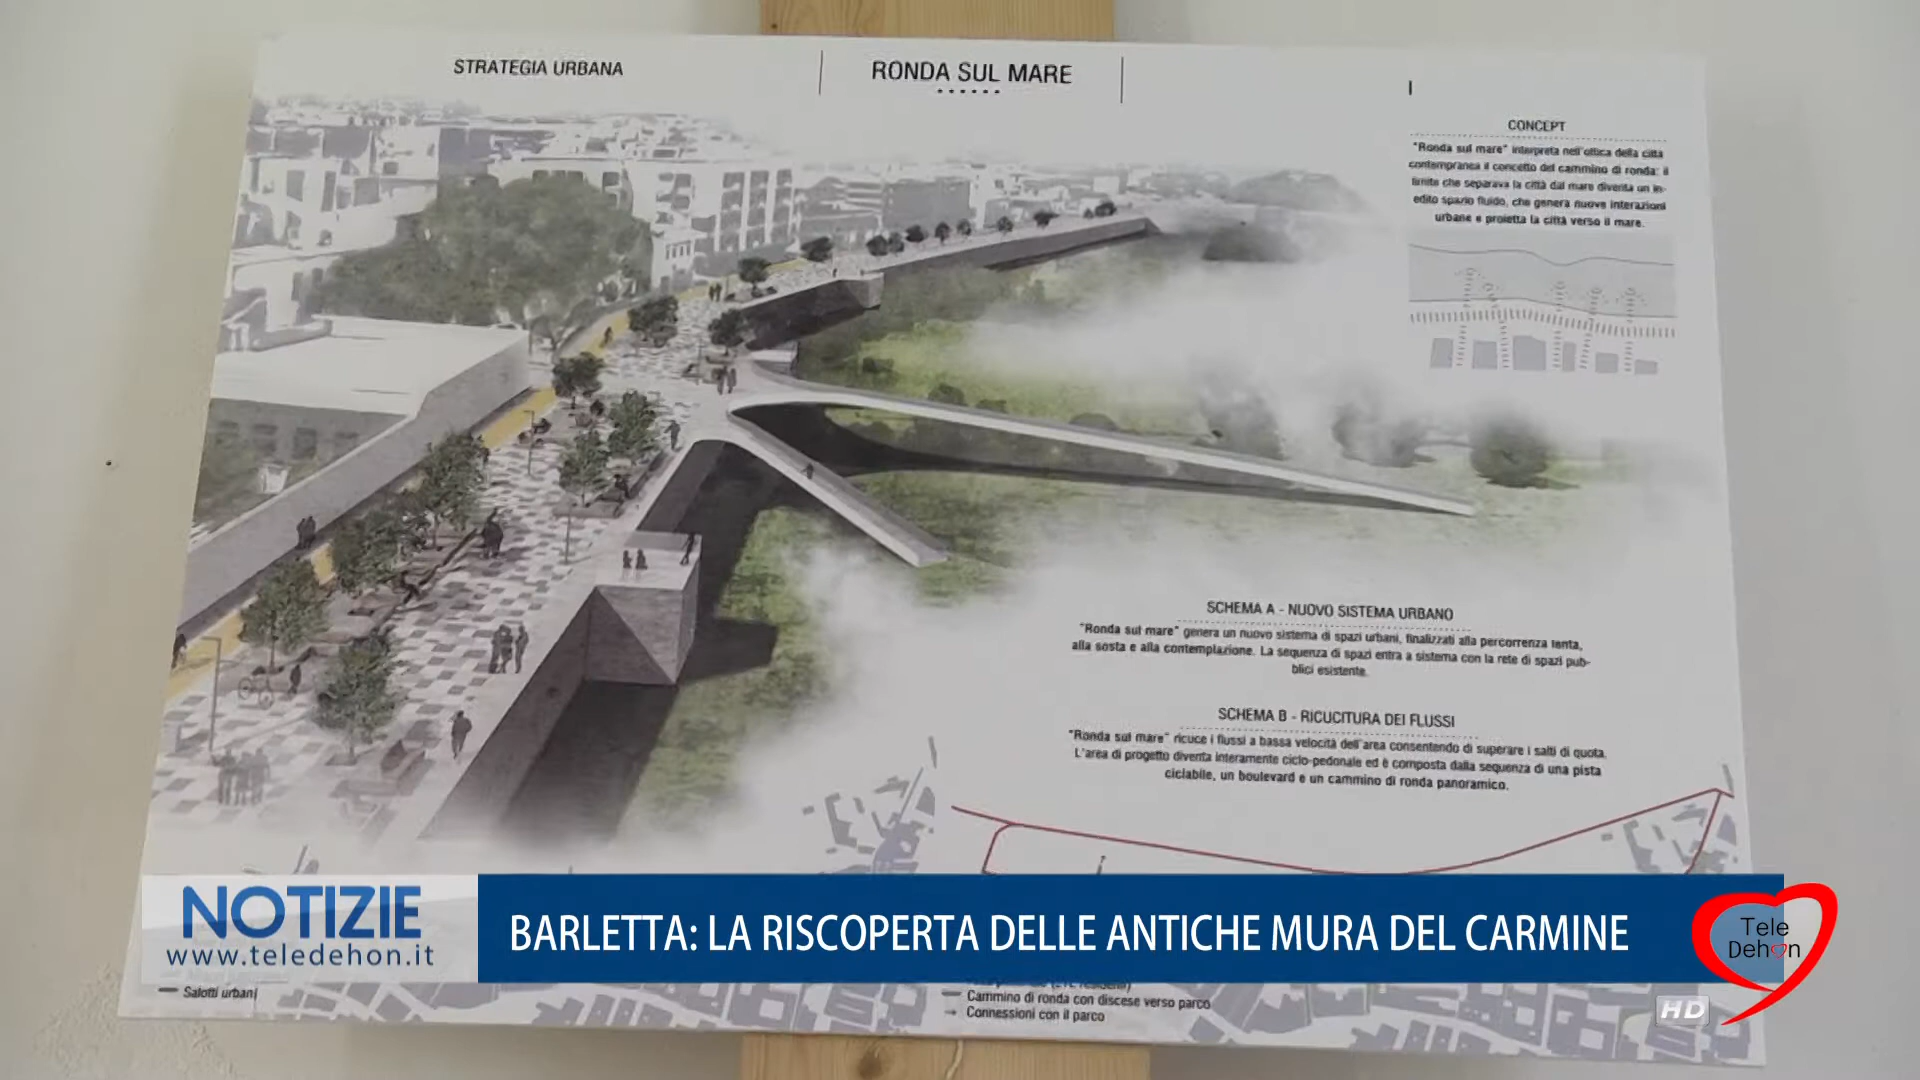 STRATEGIA URBANA
RONDA SUL MARE
I
CONCEPT
"Ronda sul mare" interpreta nell'ottica della città
contempranea il concetto del cammino di ronda: il
limite che separava la città dal mare diventa un in-
edito spazio fluido, che genera nuove interazioni
urbane e proietta la città verso il mare.
SCHEMA A - NUOVO SISTEMA URBANO
"Ronda sul mare" genera un nuovo sistema di spazi urbani, finalizzati alla percorrenza lenta,
alla sosta e alla contemplazione. La sequenza di spazi entra a sistema con la rete di spazi pub-
blici esistente.
SCHEMA B - RICUCITURA DEI FLUSSI
"Ronda sul mare" ricuce i flussi a bassa velocità dell'area consentendo di superare i salti di quota.
L'area di progetto diventa interamente ciclo-pedonale ed è composta dalla sequenza di una pista
ciclabile, un boulevard e un cammino di ronda panoramico.
NOTIZIE
www.teledehon.it
BARLETTA: LA RISCOPERTA DELLE ANTICHE MURA DEL CARMINE
Tele
Dehon
HD
Salotti urbani
Cammino di ronda con discese verso parco
Connessioni con il parco